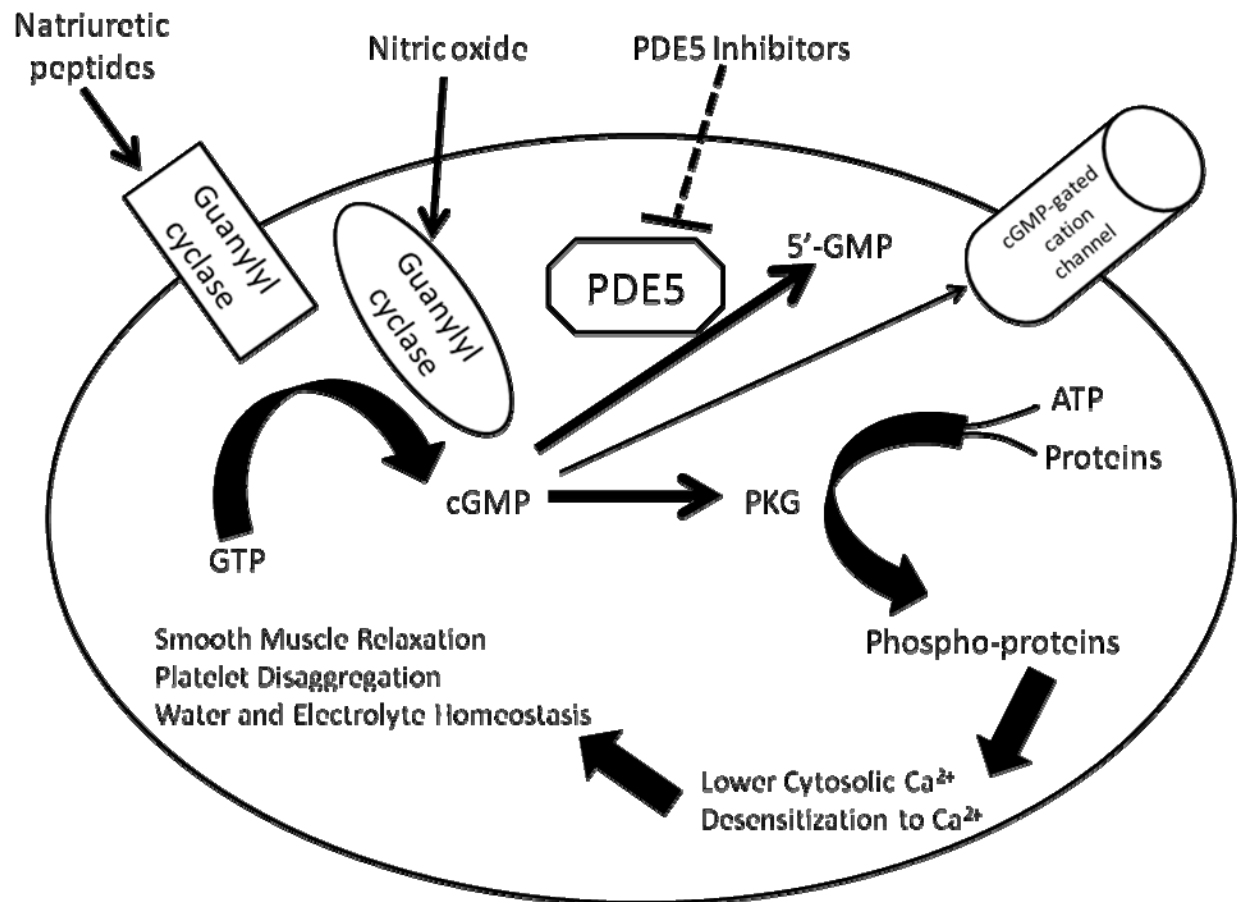 Natriuretic
peptides
Nitric oxide
PDE5 Inhibitors
Guanylyl
cyclase
Guanylyl
cyclase
PDE5
5'-GMP
cGMP-gated
cation
channel
ATP
Proteins
cGMP
PKG
GTP
Phospho-proteins
Smooth Muscle Relaxation
Platelet Disaggregation
Water and Electrolyte Homeostasis
Lower Cytosolic Ca²⁺
Desensitization to Ca²⁺